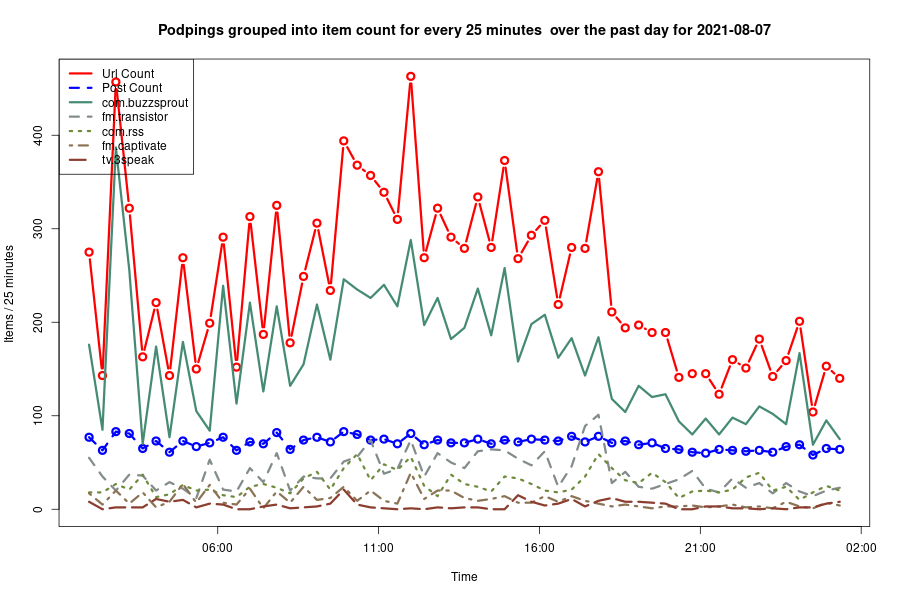 Podpings grouped into item count for every 25 minutes  over the past day for 2021-08-07
Url Count
Post Count
com.buzzsprout
fm.transistor
com.rss
fm.captivate
tv.3speak
400
300
200
100
0
Items / 25 minutes
06:00
11:00
16:00
21:00
02:00
Time